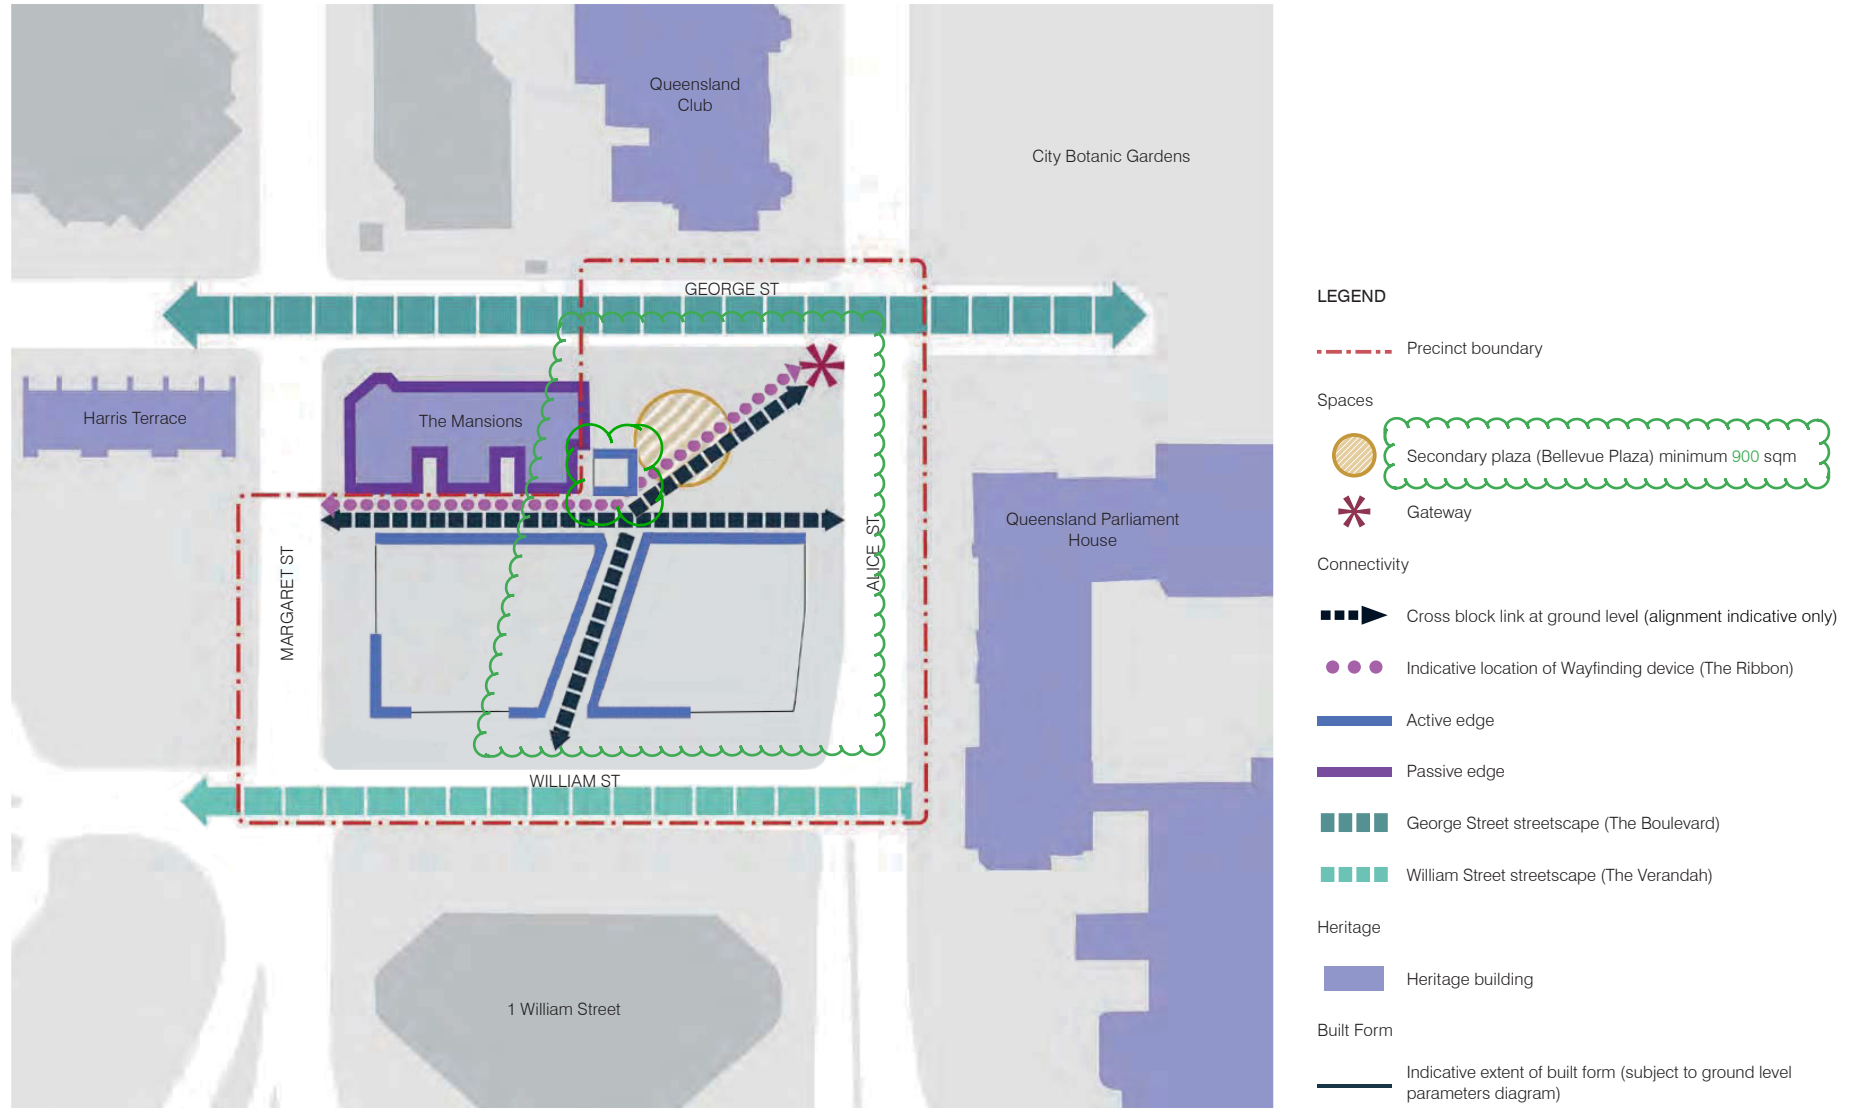 Queensland
Club
City Botanic Gardens
GEORGE ST
Harris Terrace
The Mansions
MARGARET ST
ALICE ST
Queensland Parliament
House
WILLIAM ST
1 William Street
LEGEND
Precinct boundary
Spaces
Secondary plaza (Bellevue Plaza) minimum 900 sqm
Gateway
Connectivity
Cross block link at ground level (alignment indicative only)
Indicative location of Wayfinding device (The Ribbon)
Active edge
Passive edge
George Street streetscape (The Boulevard)
William Street streetscape (The Verandah)
Heritage
Heritage building
Built Form
Indicative extent of built form (subject to ground level
parameters diagram)